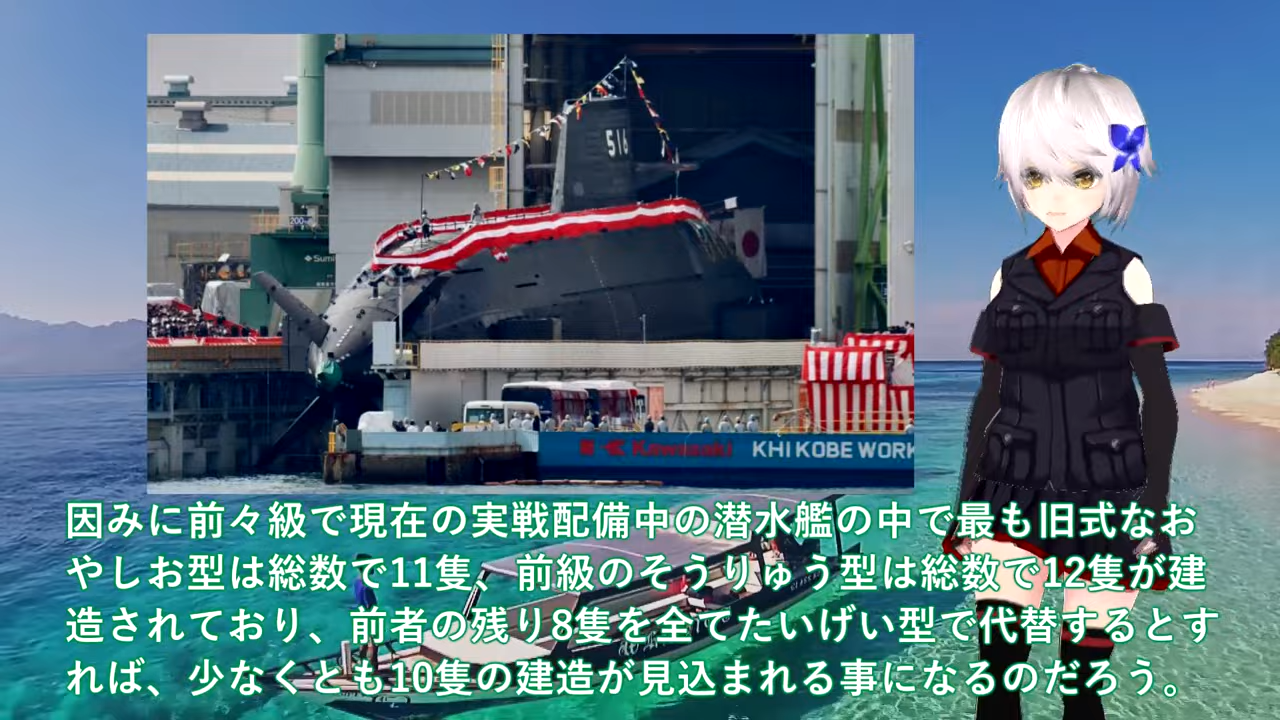 516
200
Sumi
Kawasaki
KHI KOBE WORK
因みに前々級で現在の実戦配備中の潜水艦の中で最も旧式なお
やしお型は総数で11隻、前級のそうりゅう型は総数で12隻が建
造されており、前者の残り8隻を全てたいげい型で代替するとす
れば、少なくとも10隻の建造が見込まれる事になるのだろう。